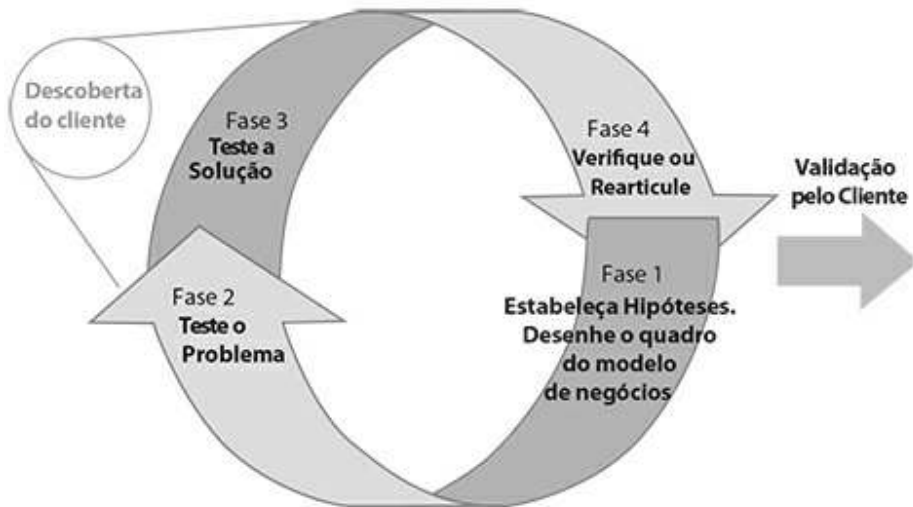 Descoberta
do cliente
Fase 3
Teste a
Solução
Fase 4
Verifique ou
Rearticule
Validação
pelo Cliente
Fase 2
Teste o
Problema
Fase 1
Estabeleça Hipóteses.
Desenhe o quadro
do modelo
de negócios